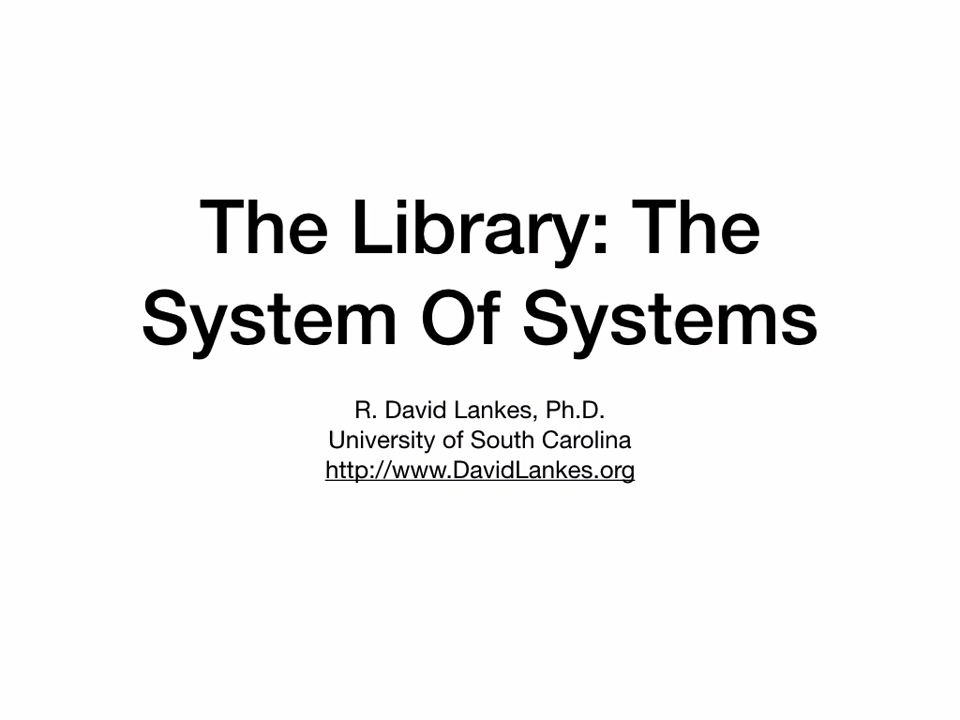 The Library: The
System Of Systems
R. David Lankes, Ph.D.
University of South Carolina
http://www.DavidLankes.org